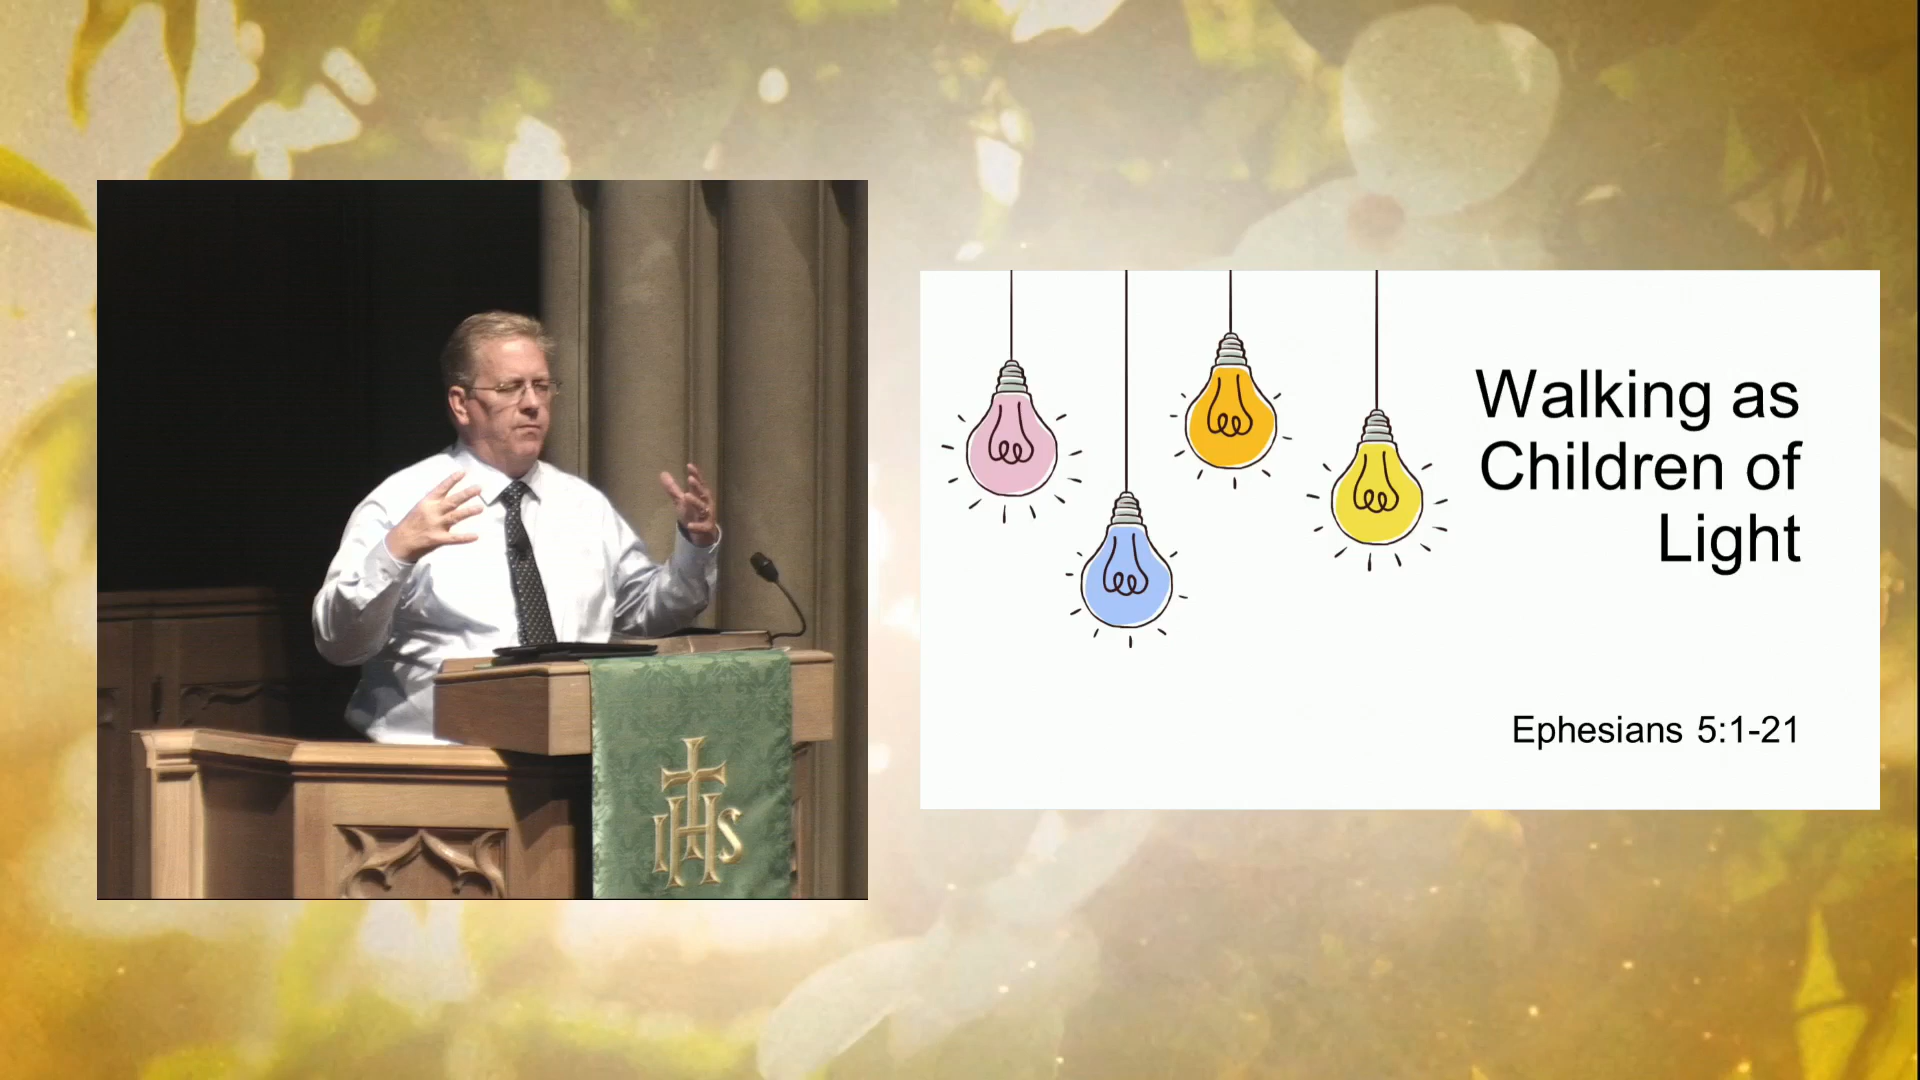 IHS
Walking as
Children of
Light
Ephesians 5:1-21